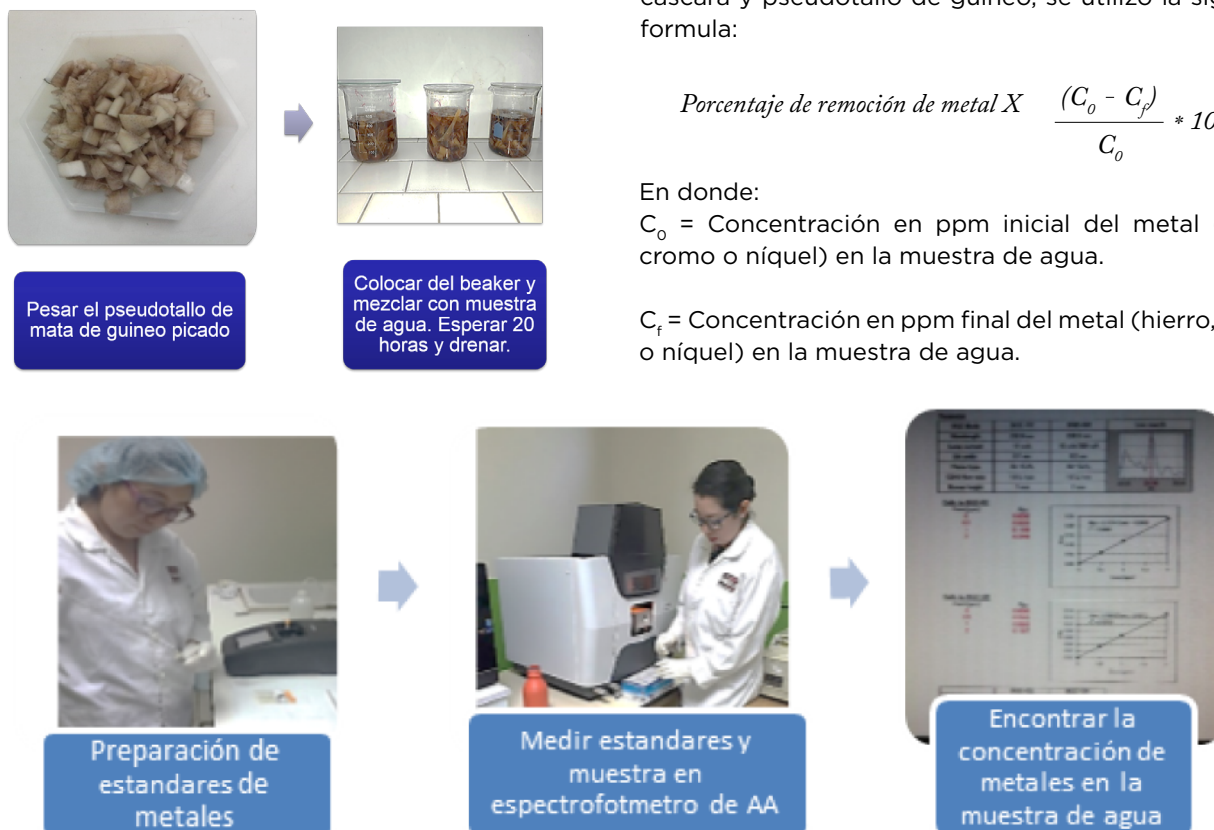 cáscara y pseudotallo de guineo, se utilizó la
formula:
Porcentaje de remoción de metal X (C₀ - C_f) / C₀ * 10
En donde:
C₀ = Concentración en ppm inicial del metal
cromo o níquel) en la muestra de agua.
C_f = Concentración en ppm final del metal (hierro,
o níquel) en la muestra de agua.
Pesar el pseudotallo de
mata de guineo picado
Colocar del beaker y
mezclar con muestra
de agua. Esperar 20
horas y drenar.
Preparación de
estandares de
metales
Medir estandares y
muestra en
espectrofotmetro de AA
Encontrar la
concentración de
metales en la
muestra de agua